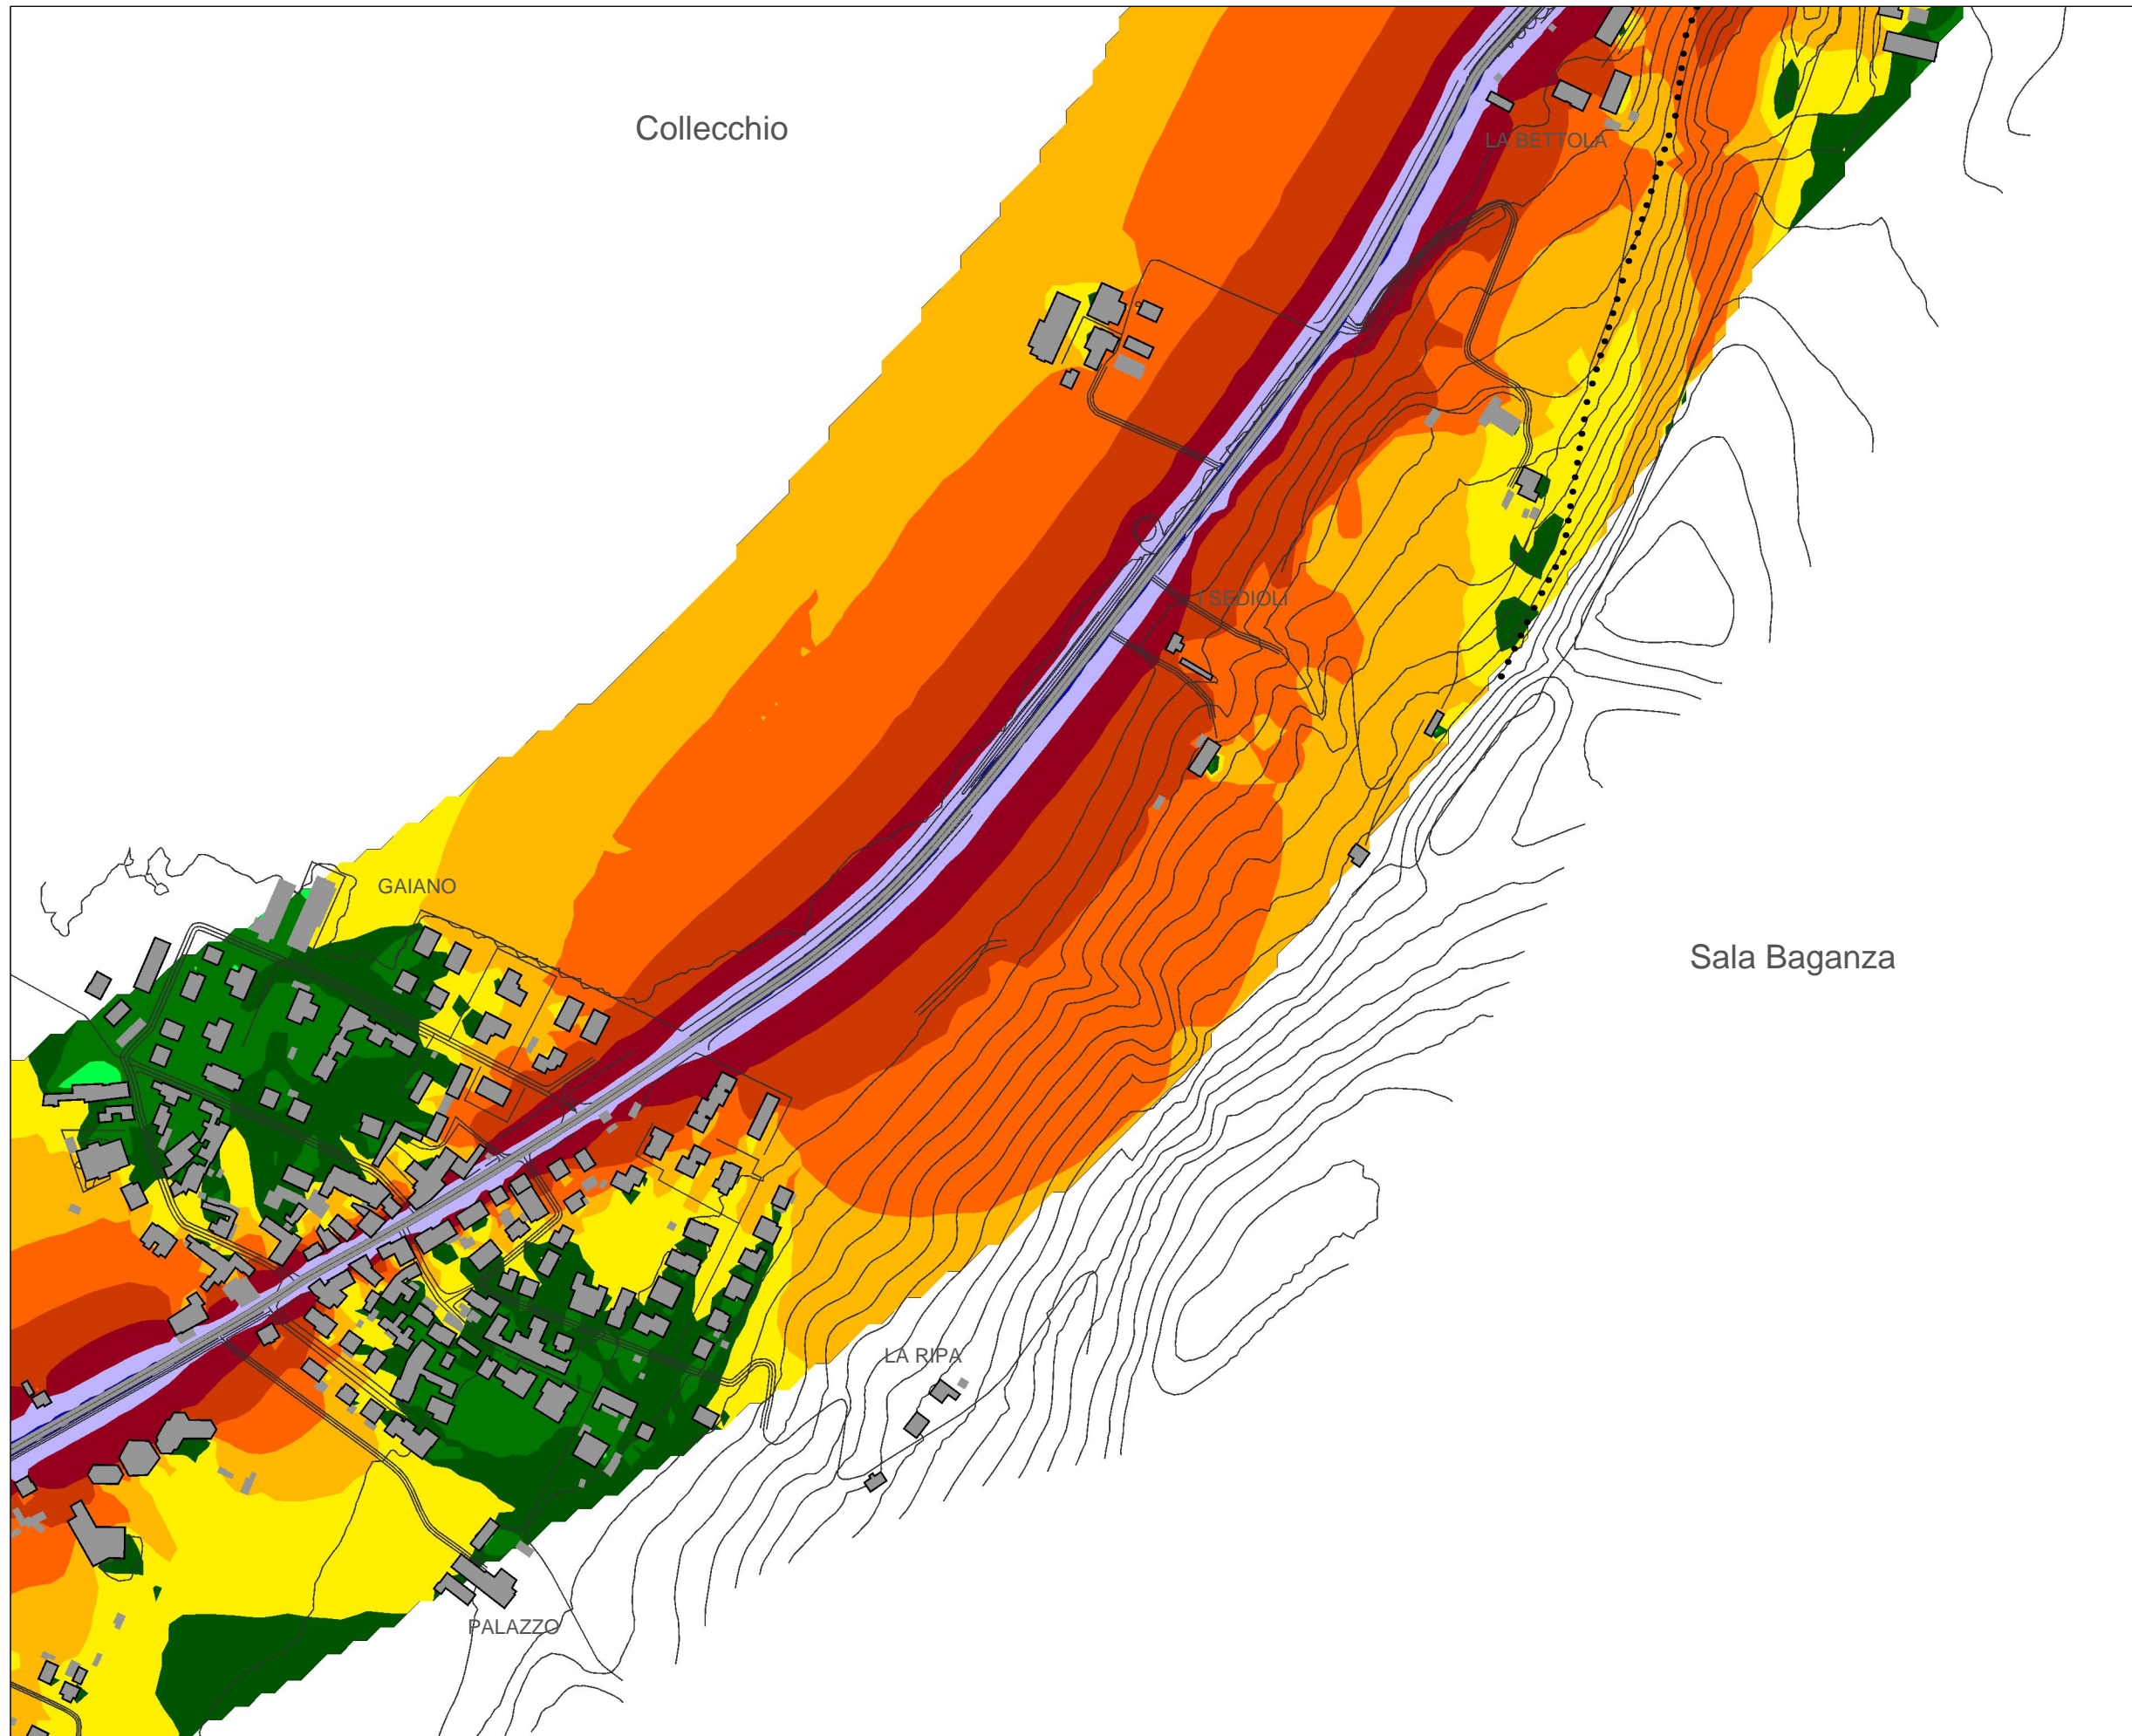 Collecchio
LA BETTOLA
I SEDIOLI
GAIANO
Sala Baganza
LA RIPA
PALAZZO